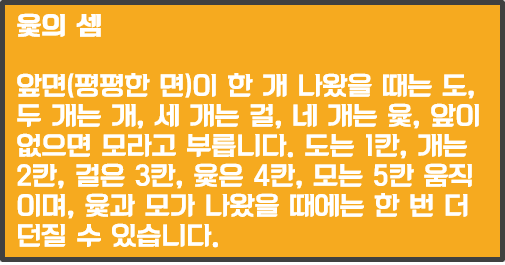 윷의 셈
앞면(평평한 면)이 한 개 나왔을 때는 도,
두 개는 개, 세 개는 걸, 네 개는 윷, 앞이
없으면 모라고 부릅니다. 도는 1칸, 개는
2칸, 걸은 3칸, 윷은 4칸, 모는 5칸 움직
이며, 윷과 모가 나왔을 때에는 한 번 더
던질 수 있습니다.